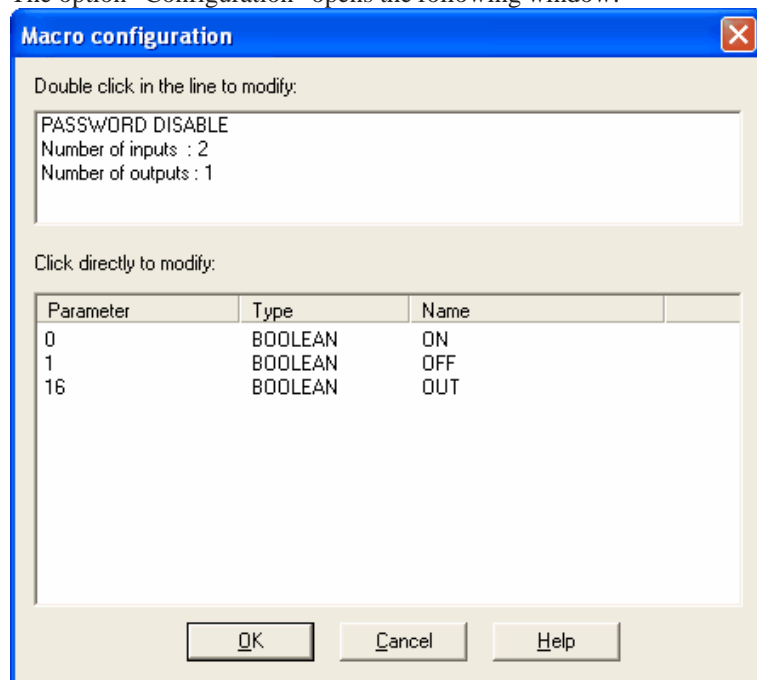 The option "Configuration" opens the following window:
Macro configuration
Double click in the line to modify:
PASSWORD DISABLE
Number of inputs : 2
Number of outputs : 1
Click directly to modify:
Parameter Type Name
0 BOOLEAN ON
1 BOOLEAN OFF
16 BOOLEAN OUT
OK Cancel Help